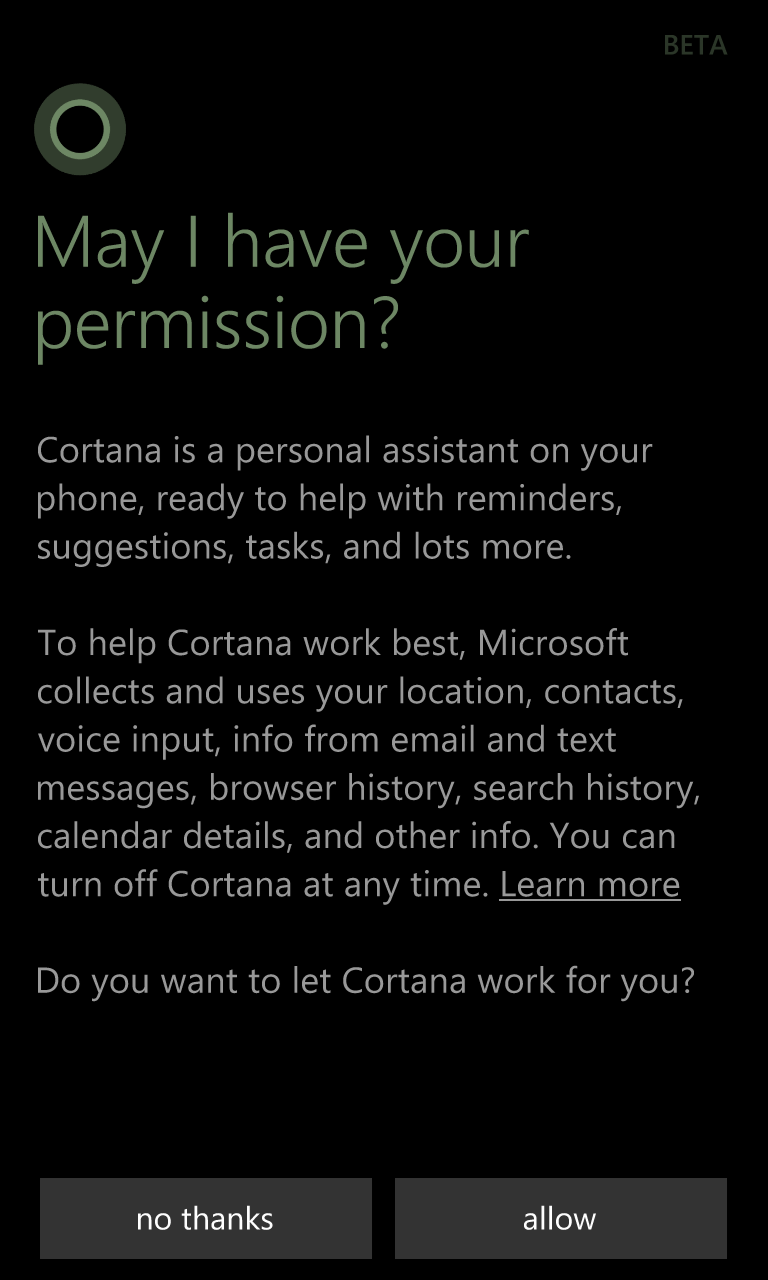 BETA
May I have your
permission?
Cortana is a personal assistant on your
phone, ready to help with reminders,
suggestions, tasks, and lots more.
To help Cortana work best, Microsoft
collects and uses your location, contacts,
voice input, info from email and text
messages, browser history, search history,
calendar details, and other info. You can
turn off Cortana at any time. Learn more
Do you want to let Cortana work for you?
no thanks
allow